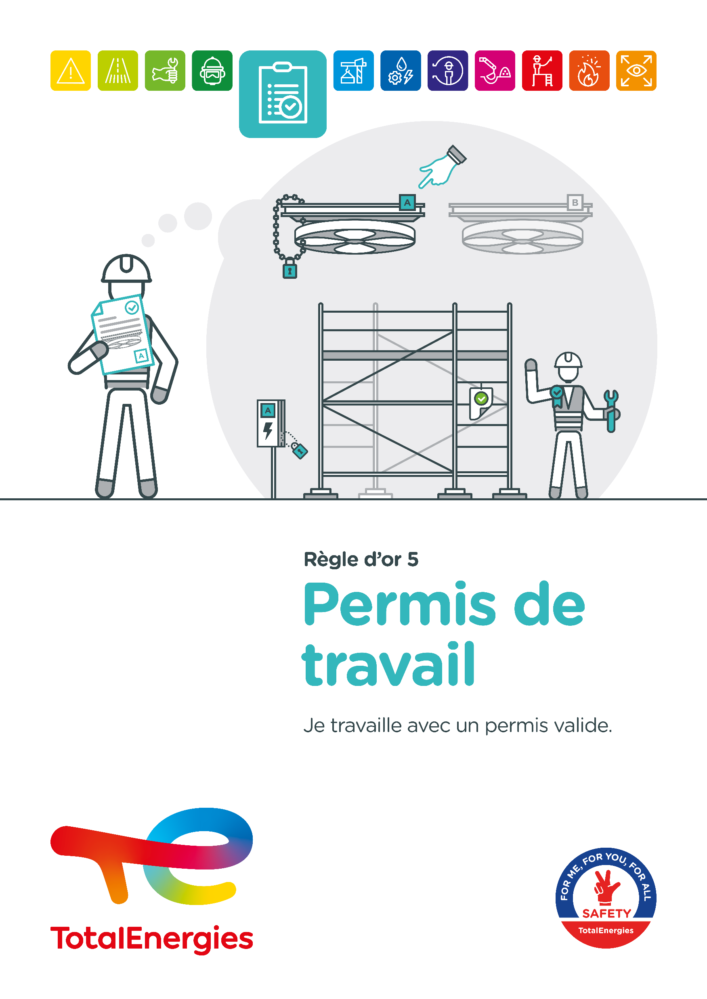 A
B
A
A
Règle d’or 5
Permis de
travail
Je travaille avec un permis valide.
TotalEnergies
FOR ME, FOR YOU, FOR ALL
SAFETY
TotalEnergies